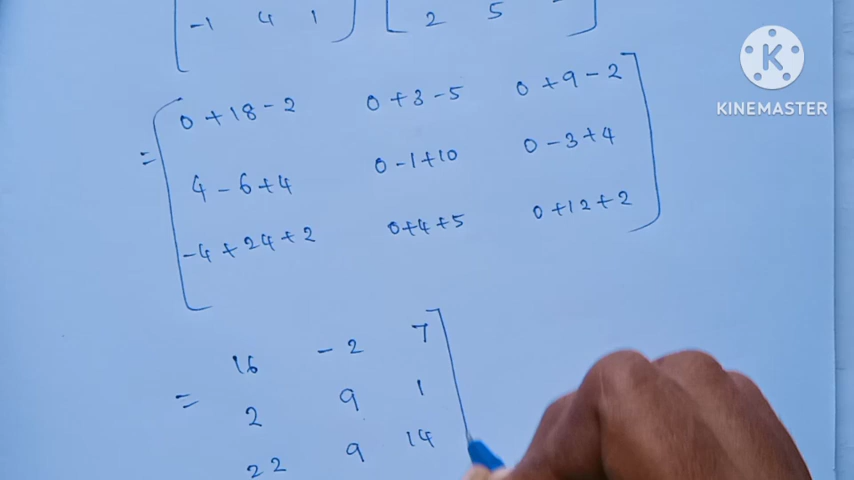 -1 4 1 2 5
0+18-2 0+3-5 0+9-2
= 4-6+4 0-1+10 0-3+4
-4+24+2 0+4+5 0+12+2
16 -2 7
= 2 9 1
22 9 14
K
KINEMASTER